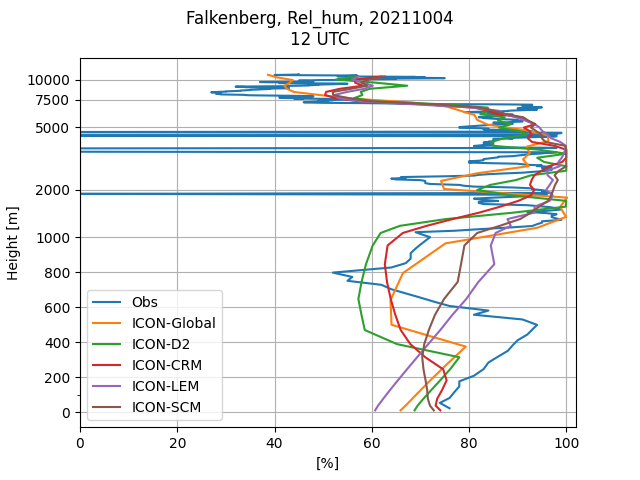 Falkenberg, Rel_hum, 20211004
12 UTC
10000
7500
5000
2000
1000
800
600
400
200
0
Height [m]
Obs
ICON-Global
ICON-D2
ICON-CRM
ICON-LEM
ICON-SCM
0 20 40 60 80 100
[%]